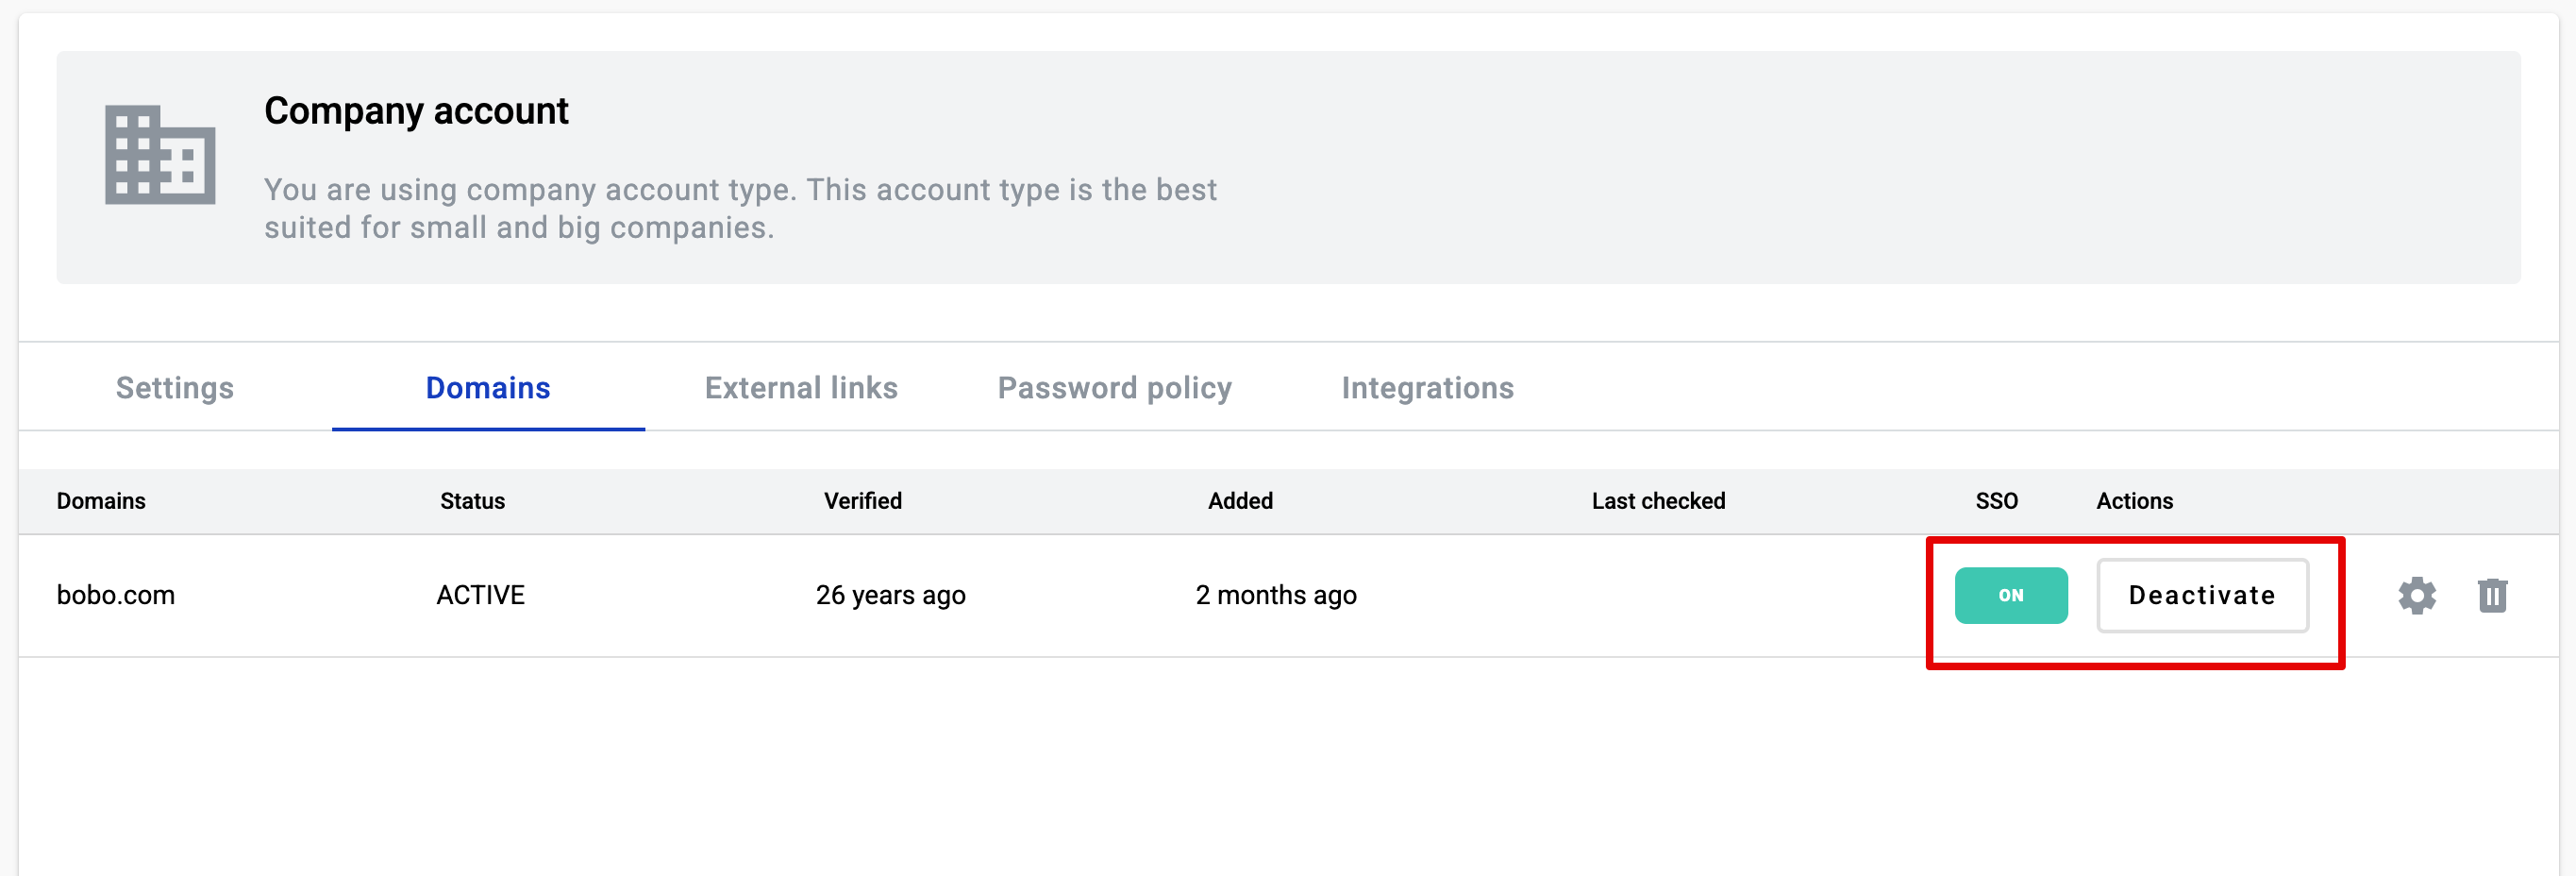 Company account
You are using company account type. This account type is the best
suited for small and big companies.
Settings Domains External links Password policy Integrations
Domains Status Verified Added Last checked SSO Actions
bobo.com ACTIVE 26 years ago 2 months ago ON Deactivate